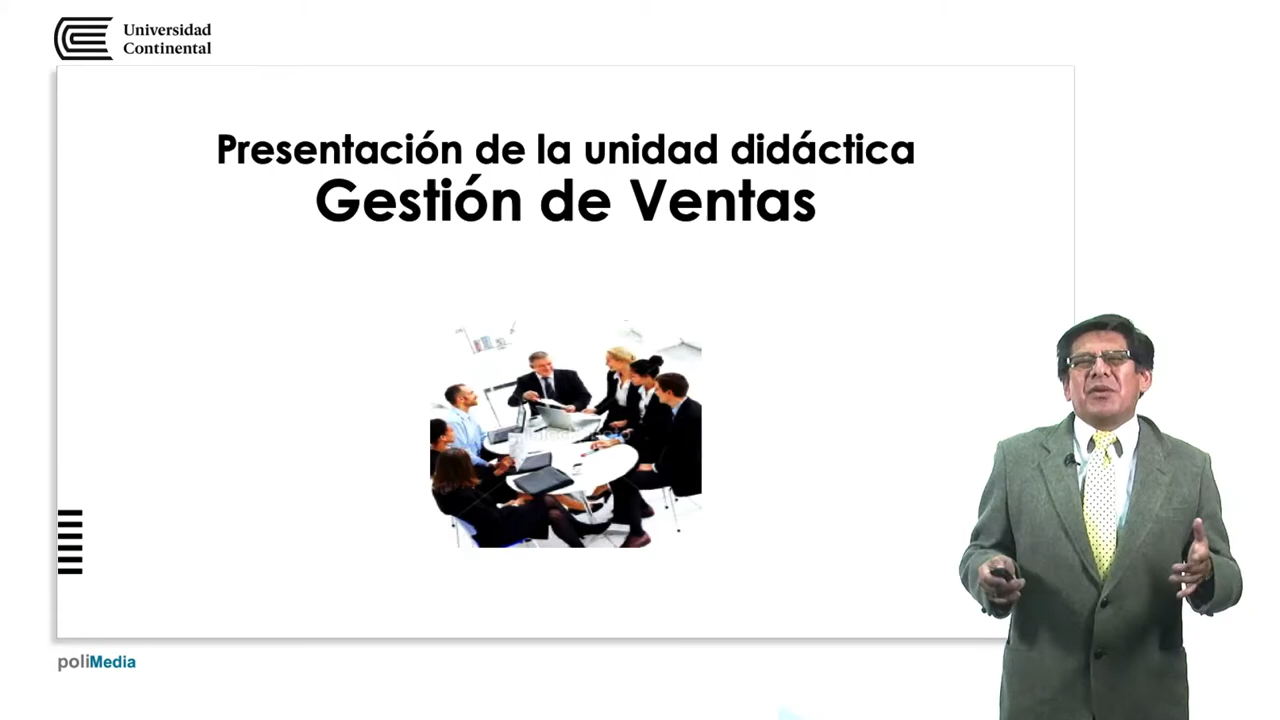 Universidad
Continental
Presentación de la unidad didáctica
Gestión de Ventas
poliMedia